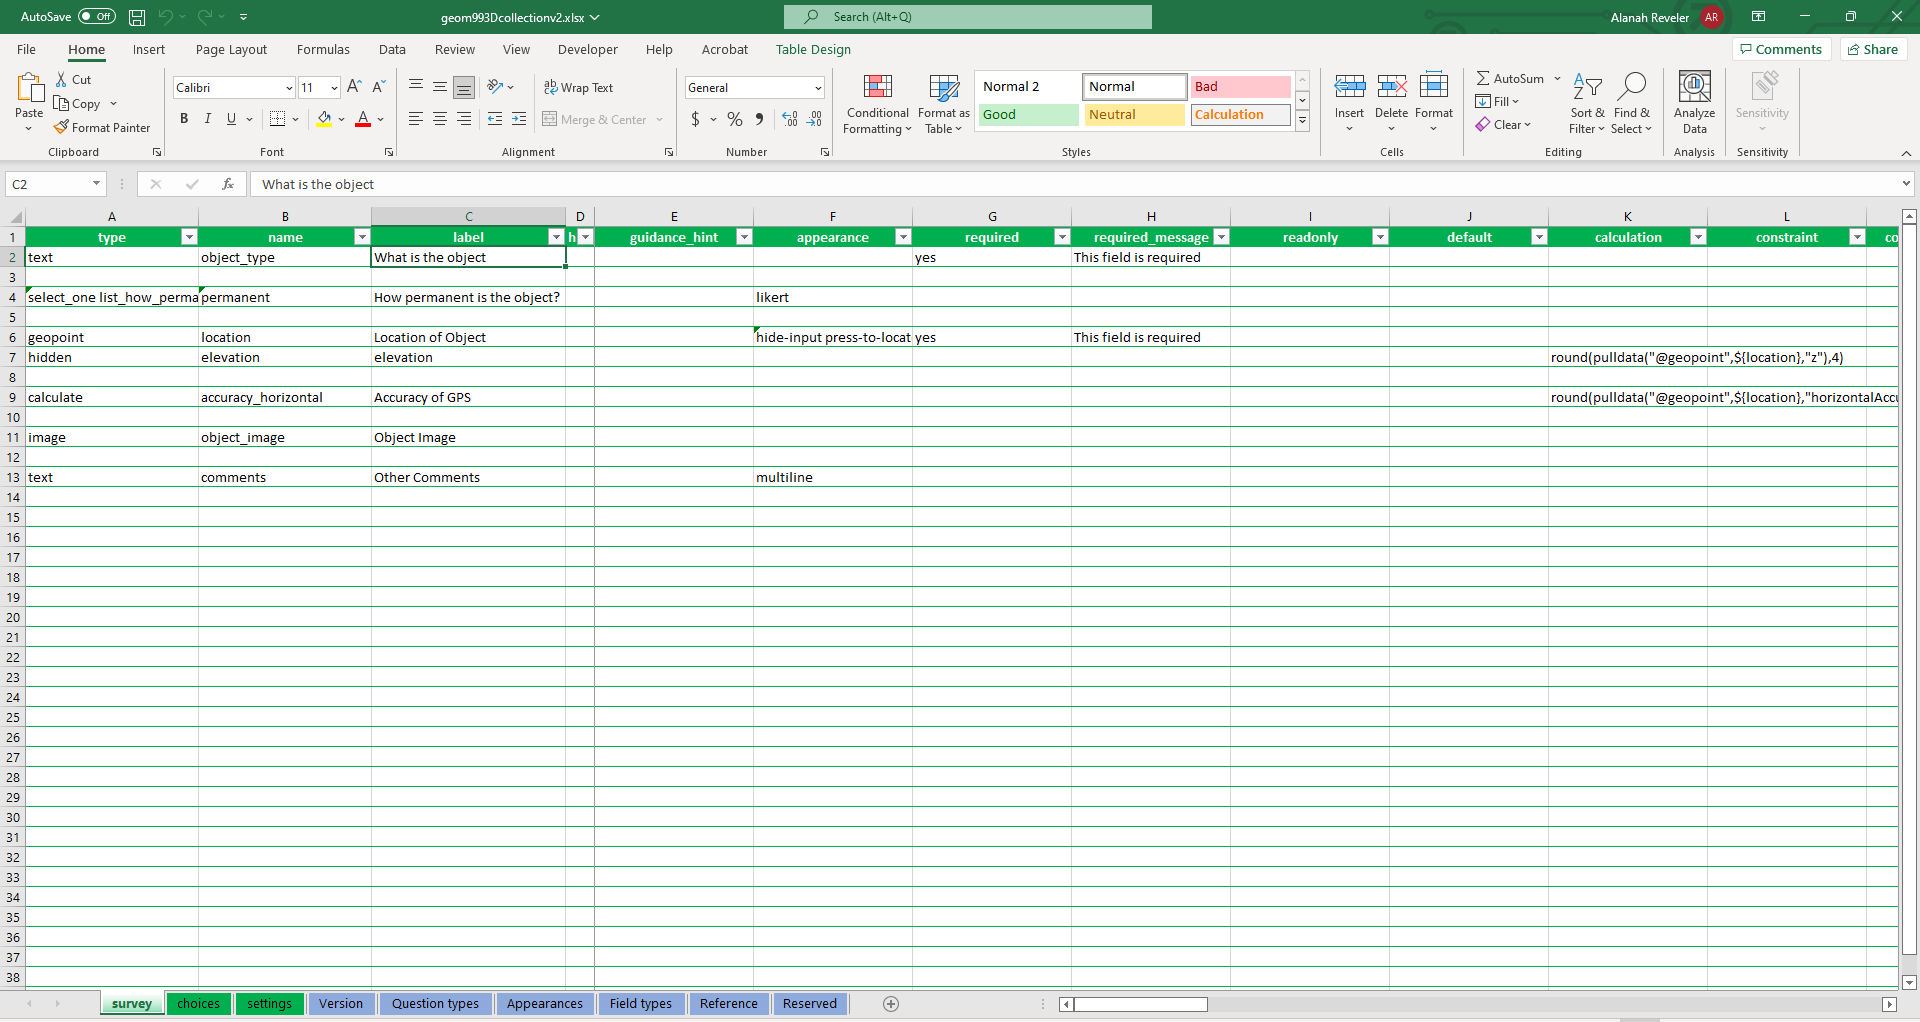 AutoSave Off geom993Dcollectionv2.xlsx Search (Alt+Q) Alanah Reveler AR
File Home Insert Page Layout Formulas Data Review View Developer Help Acrobat Table Design Comments Share
Paste Cut Copy Format Painter Clipboard
Calibri 11 B I U A A A Font
Wrap Text Merge & Center Alignment
General $ % Number
Conditional Formatting Format as Table Normal 2 Normal Bad Good Neutral Calculation Styles
Insert Delete Format Cells
AutoSum Fill Clear Sort & Filter Find & Select Editing
Analyze Data Analysis Sensitivity Sensitivity
C2 fx What is the object
A B C D E F G H I J K L
1 type name label h guidance_hint appearance required required_message readonly default calculation constraint co
2 text object_type What is the object yes This field is required
3
4 select_one list_how_perma permanent How permanent is the object? likert
5
6 geopoint location Location of Object hide-input press-to-locat yes This field is required
7 hidden elevation elevation round(pulldata("@geopoint",${location},"z"),4)
8
9 calculate accuracy_horizontal Accuracy of GPS round(pulldata("@geopoint",${location},"horizontalAccu
10
11 image object_image Object Image
12
13 text comments Other Comments multiline
14
15
16
17
18
19
20
21
22
23
24
25
26
27
28
29
30
31
32
33
34
35
36
37
38
survey choices settings Version Question types Appearances Field types Reference Reserved